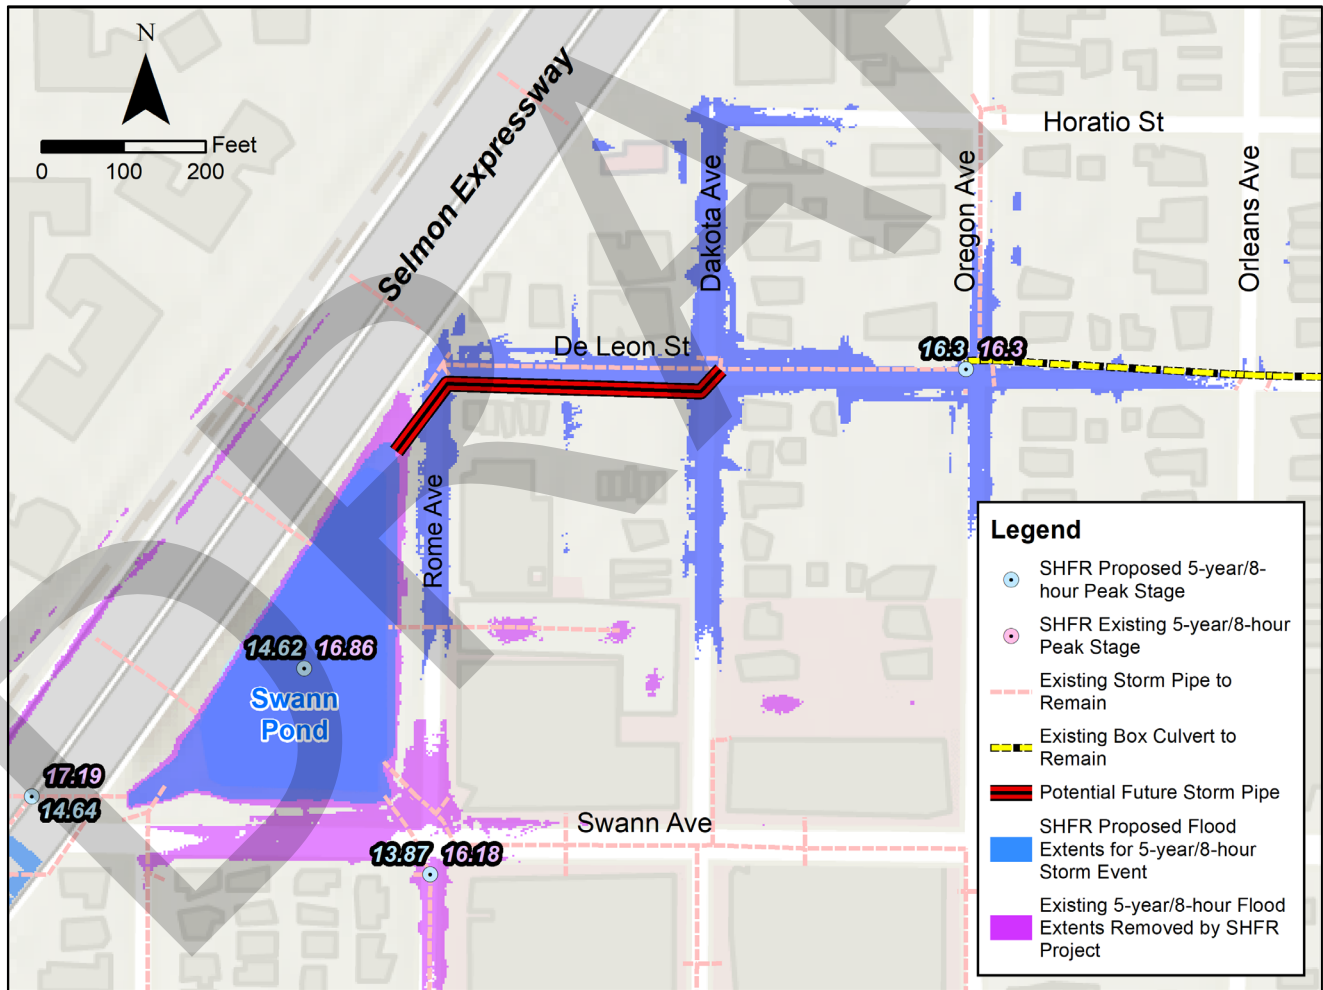 N
Feet
0
100
200
Selmon Expressway
Horatio St
Dakota Ave
Oregon Ave
Orleans Ave
De Leon St
16.3
16.3
Rome Ave
14.62
16.86
Swann
Pond
17.19
14.64
Swann Ave
13.87
16.18
Legend
SHFR Proposed 5-year/8-
hour Peak Stage
SHFR Existing 5-year/8-hour
Peak Stage
Existing Storm Pipe to
Remain
Existing Box Culvert to
Remain
Potential Future Storm Pipe
SHFR Proposed Flood
Extents for 5-year/8-hour
Storm Event
Existing 5-year/8-hour Flood
Extents Removed by SHFR
Project